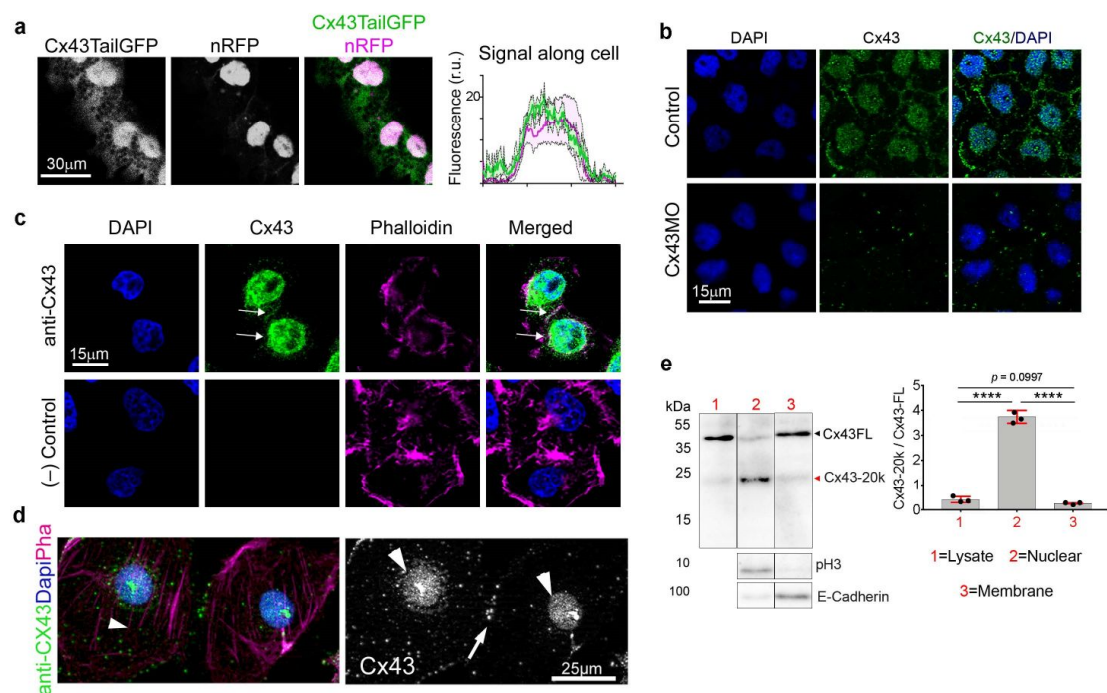 a
Cx43TailGFP
Cx43TailGFP nRFP nRFP Signal along cell
30µm
Fluorescence (r.u.)
20
b
DAPI Cx43 Cx43/DAPI
Control
Cx43MO
15µm
c
DAPI Cx43 Phalloidin Merged
anti-Cx43
15µm
(–) Control
d
anti-CX43DapiPha
Cx43
25µm
e
kDa 1 2 3
55
35
25
15
10
100
Cx43FL
Cx43-20k
pH3
E-Cadherin
p = 0.0997
**** ****
Cx43-20k / Cx43-FL
5
4
3
2
1
0
1 2 3
1=Lysate 2=Nuclear
3=Membrane